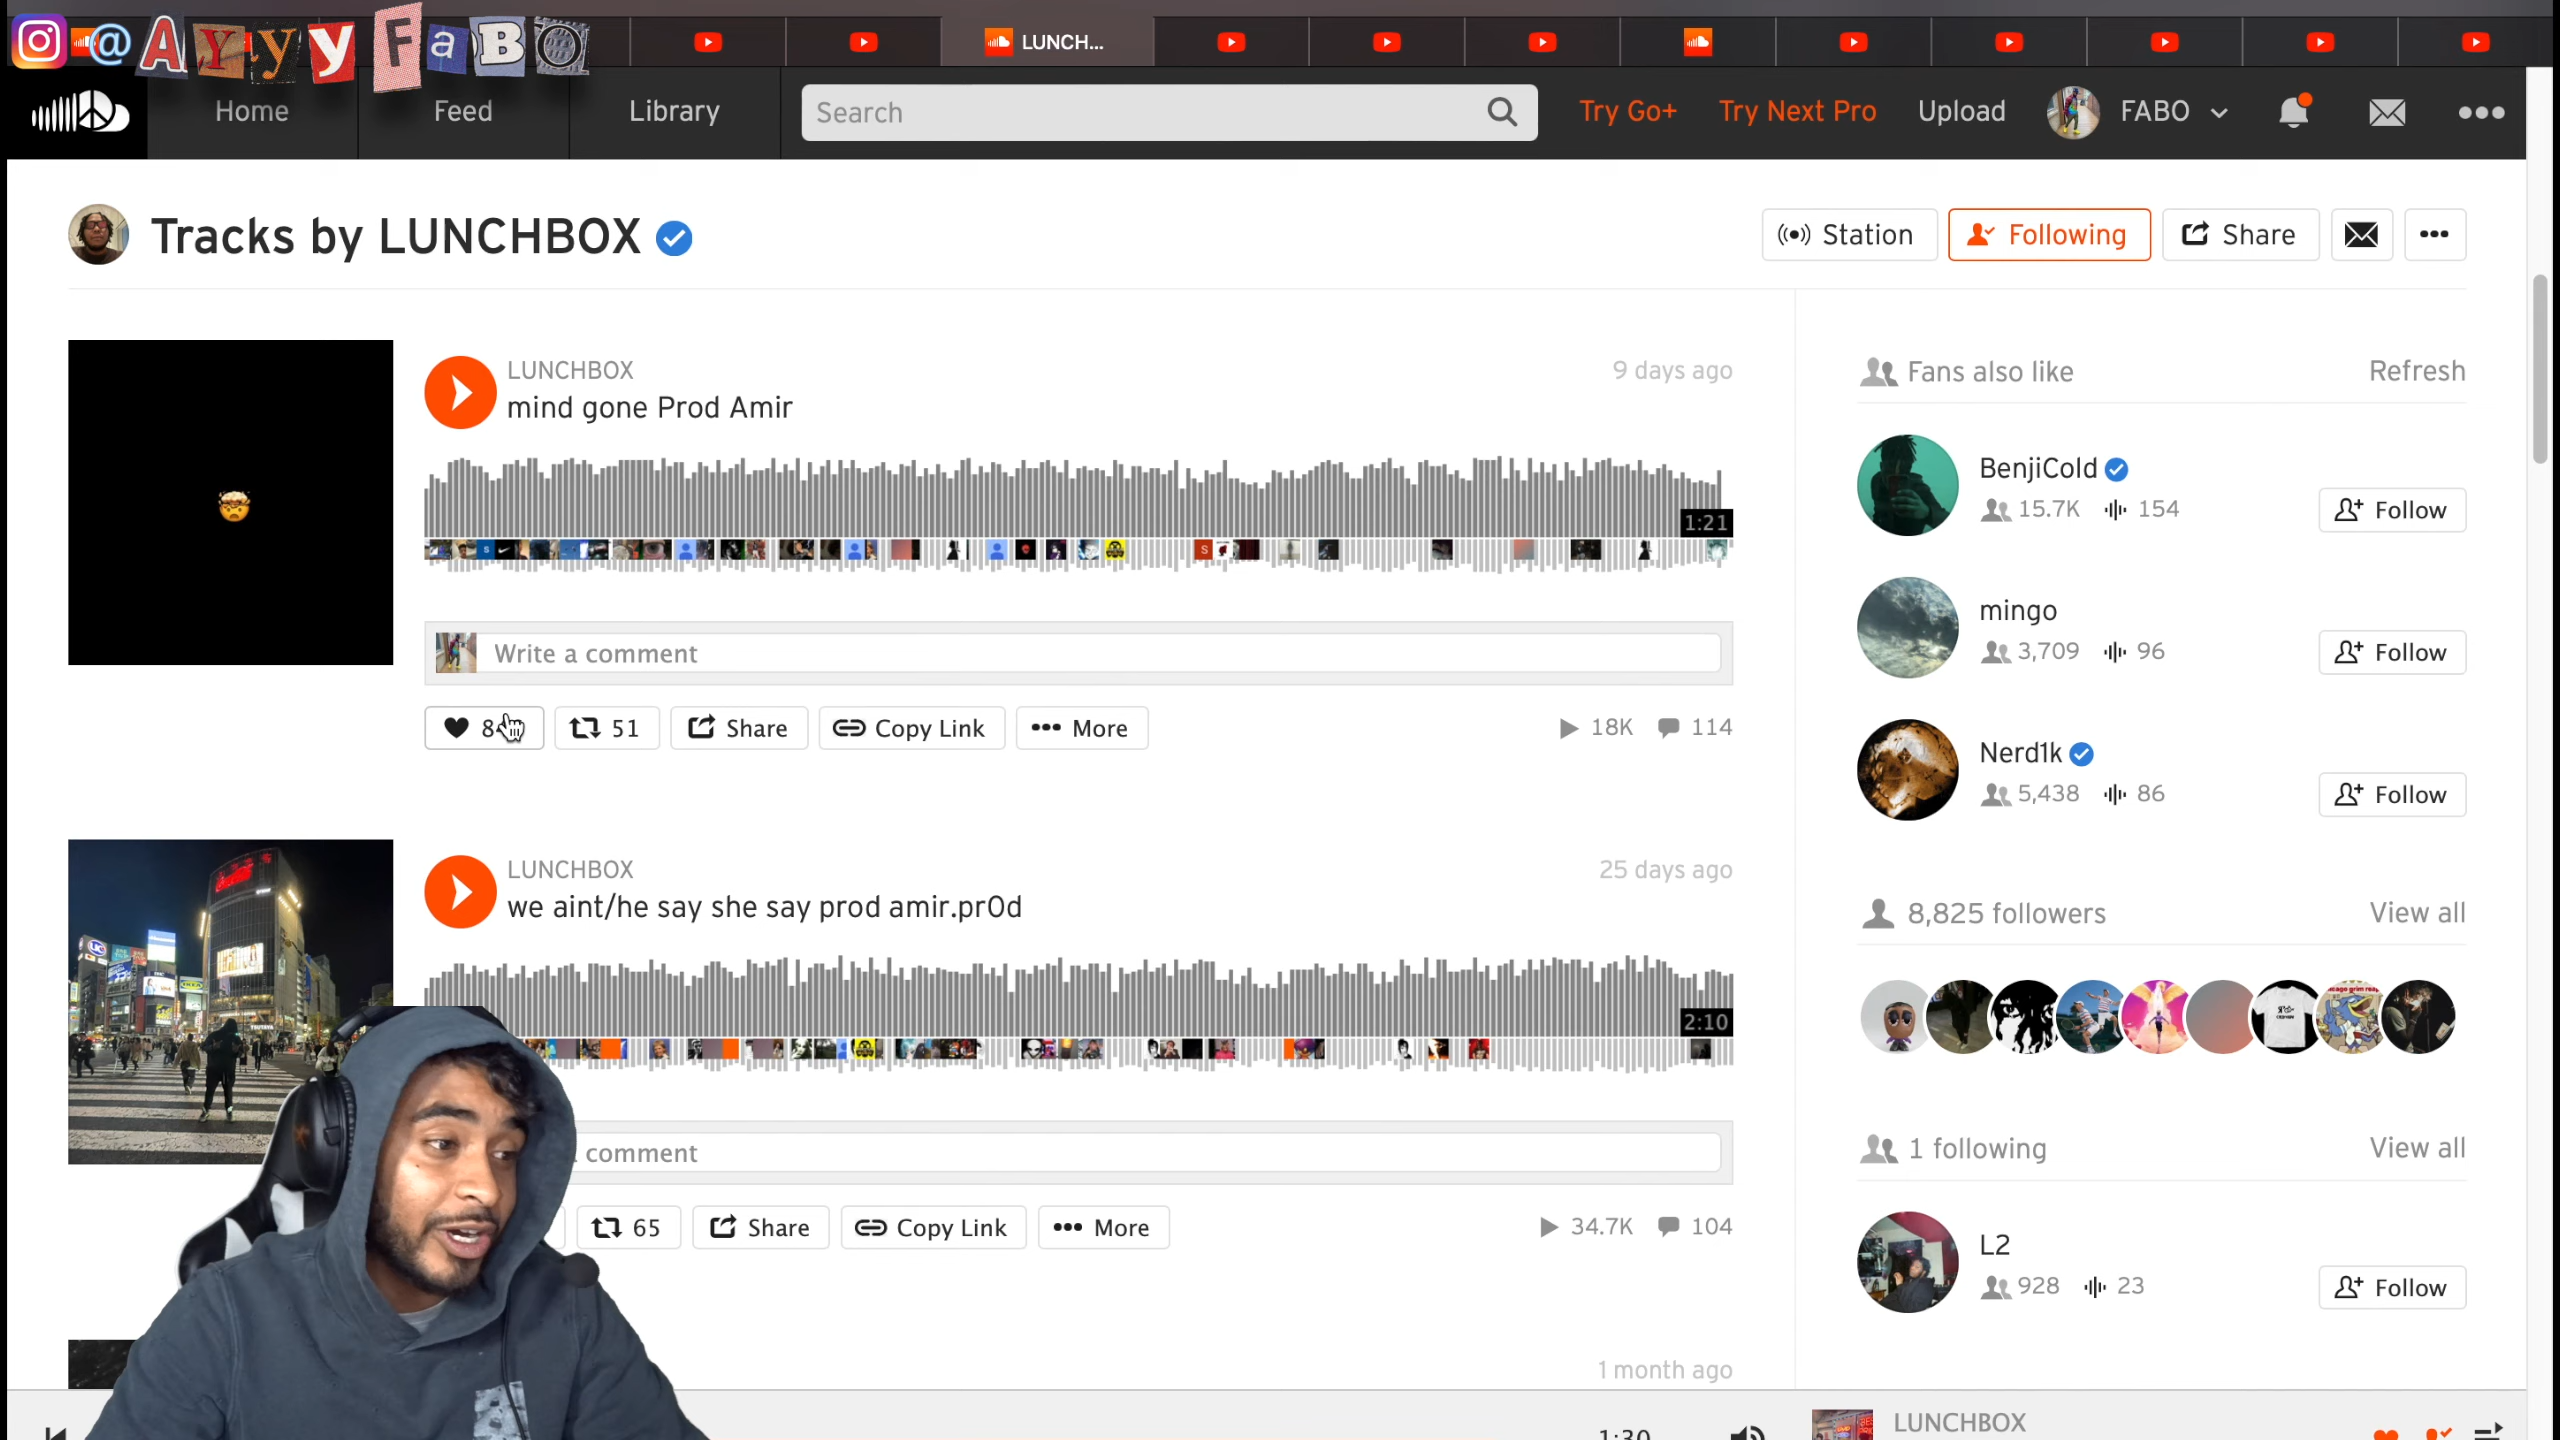 @AYyyFaBO
LUNCH...
Home
Feed
Library
Search
Try Go+
Try Next Pro
Upload
FABO
Tracks by LUNCHBOX
Station
Following
Share
LUNCHBOX
9 days ago
mind gone Prod Amir
1:21
Write a comment
51
Share
Copy Link
More
18K
114
LUNCHBOX
25 days ago
we aint/he say she say prod amir.pr0d
2:10
comment
65
Share
Copy Link
More
34.7K
104
1 month ago
Fans also like
Refresh
BenjiCold
15.7K
154
Follow
mingo
3,709
96
Follow
Nerd1k
5,438
86
Follow
8,825 followers
View all
1 following
View all
L2
928
23
Follow
1:30
LUNCHBOX